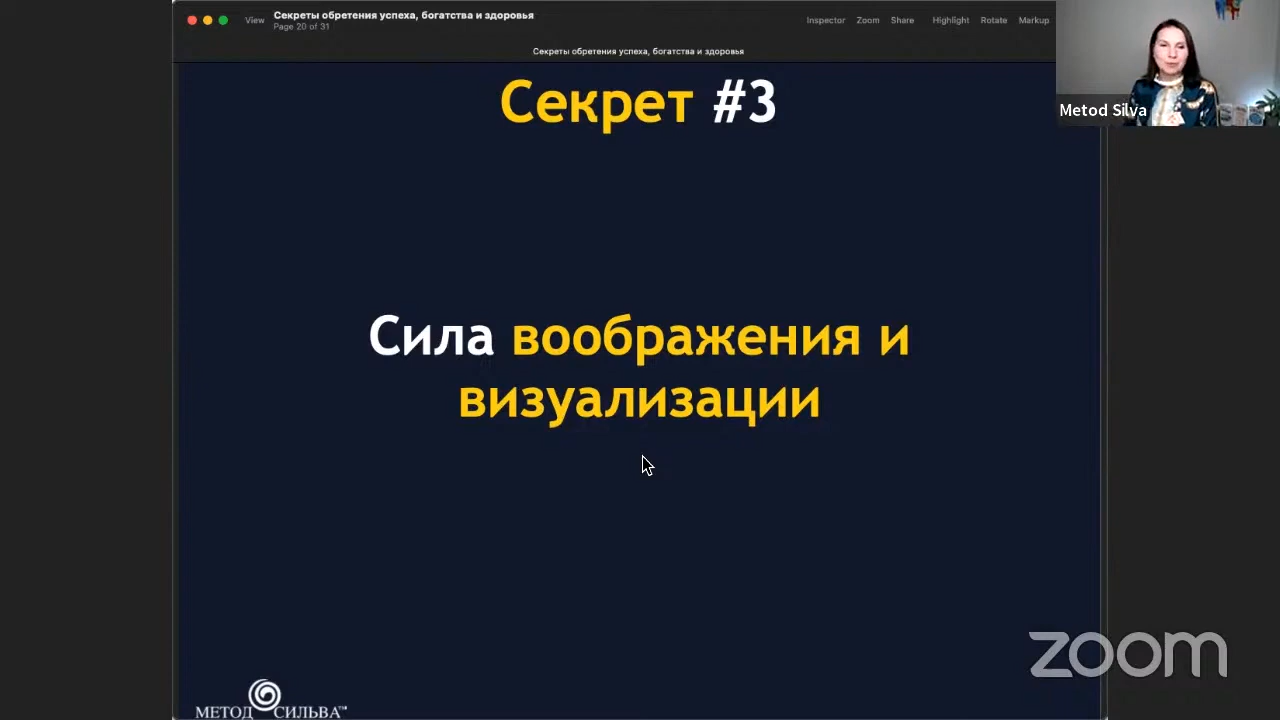 View
Секреты обретения успеха, богатства и здоровья
Page 20 of 31
Inspector Zoom Share Highlight Rotate Markup
Секреты обретения успеха, богатства и здоровья
Metod Silva
Секрет #3
Сила воображения и
визуализации
zoom
МЕТОД СИЛЬВА™